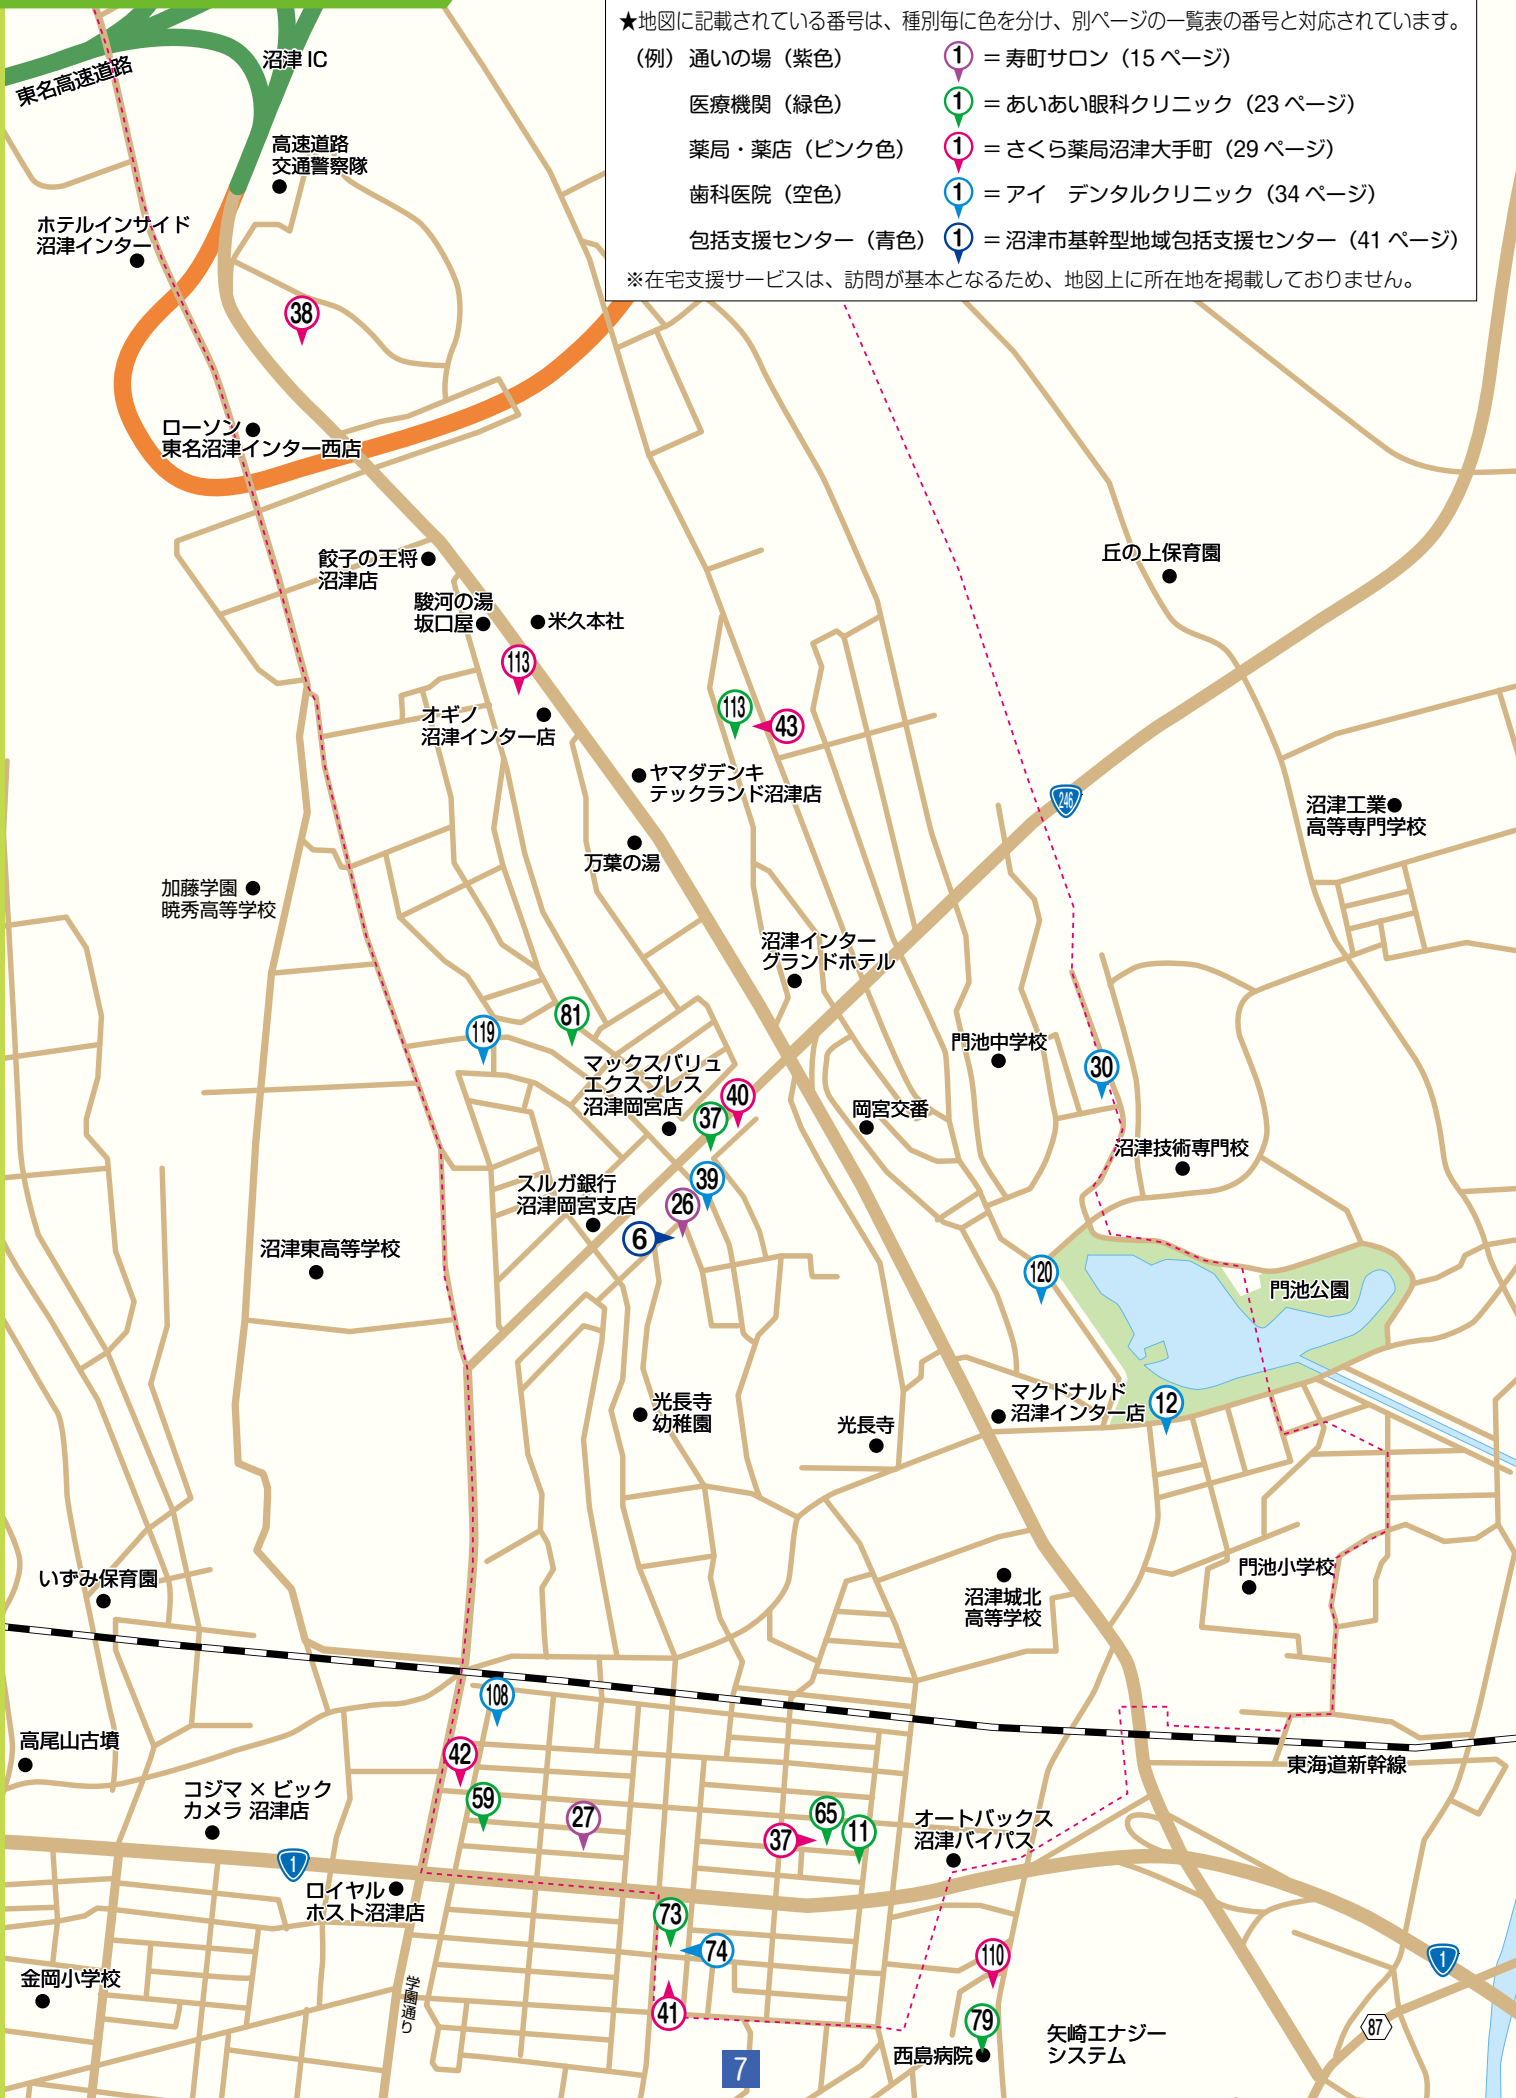 ★地図に記載されている番号は、種別毎に色を分け、別ページの一覧表の番号と対応されています。
（例）通いの場（紫色） 1 ＝寿町サロン（15 ページ）
医療機関（緑色） 1 ＝あいあい眼科クリニック（23 ページ）
薬局・薬店（ピンク色） 1 ＝さくら薬局沼津大手町（29 ページ）
歯科医院（空色） 1 ＝アイ　デンタルクリニック（34 ページ）
包括支援センター（青色） 1 ＝沼津市基幹型地域包括支援センター（41 ページ）
※在宅支援サービスは、訪問が基本となるため、地図上に所在地を掲載しておりません。
沼津 IC
東名高速道路
高速道路
交通警察隊
ホテルインサイド
沼津インター
38
ローソン
東名沼津インター西店
餃子の王将
沼津店
丘の上保育園
駿河の湯
坂口屋
米久本社
113
オギノ
沼津インター店
113
43
ヤマダデンキ
テックランド沼津店
246
沼津工業
高等専門学校
万葉の湯
加藤学園
暁秀高等学校
沼津インター
グランドホテル
81
119
門池中学校
マックスバリュ
エクスプレス
沼津岡宮店
30
40
37
岡宮交番
沼津技術専門校
39
スルガ銀行
沼津岡宮支店
26
6
沼津東高等学校
120
門池公園
光長寺
幼稚園
マクドナルド
沼津インター店
12
光長寺
いずみ保育園
沼津城北
高等学校
門池小学校
108
高尾山古墳
42
東海道新幹線
コジマ × ビック
カメラ 沼津店
59
27
65
11
37
オートバックス
沼津バイパス
1
ロイヤル
ホスト沼津店
73
74
110
1
金岡小学校
学園通り
41
79
西島病院
矢崎エナジー
システム
87
7